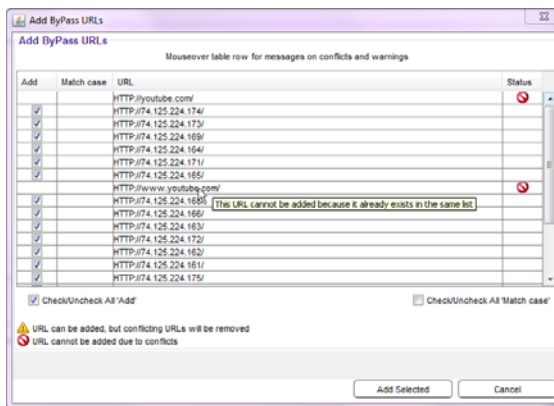 Add ByPass URLs
Add ByPass URLs
Mouseover table row for messages on conflicts and warnings
Add Match case URL Status
HTTP://youtube.com/
HTTP://74.125.224.174/
HTTP://74.125.224.173/
HTTP://74.125.224.169/
HTTP://74.125.224.164/
HTTP://74.125.224.171/
HTTP://74.125.224.165/
HTTP://www.youtube.com/
HTTP://74.125.224.168/
This URL cannot be added because it already exists in the same list
HTTP://74.125.224.166/
HTTP://74.125.224.163/
HTTP://74.125.224.172/
HTTP://74.125.224.162/
HTTP://74.125.224.161/
HTTP://74.125.224.175/
Check/Uncheck All 'Add' Check/Uncheck All 'Match case'
URL can be added, but conflicting URLs will be removed
URL cannot be added due to conflicts
Add Selected Cancel